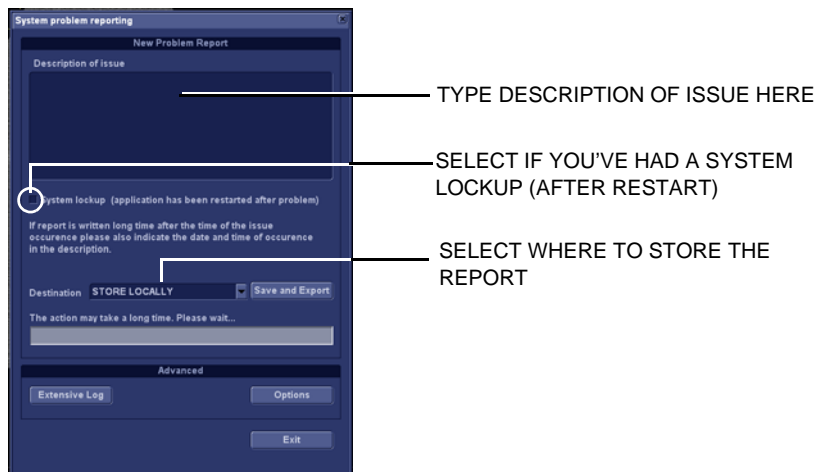 System problem reporting
New Problem Report
Description of issue
TYPE DESCRIPTION OF ISSUE HERE
SELECT IF YOU'VE HAD A SYSTEM
LOCKUP (AFTER RESTART)
System lockup (application has been restarted after problem)
If report is written long time after the time of the issue
occurence please also indicate the date and time of occurence
in the description.
SELECT WHERE TO STORE THE
REPORT
Destination STORE LOCALLY Save and Export
The action may take a long time. Please wait...
Advanced
Extensive Log Options
Exit